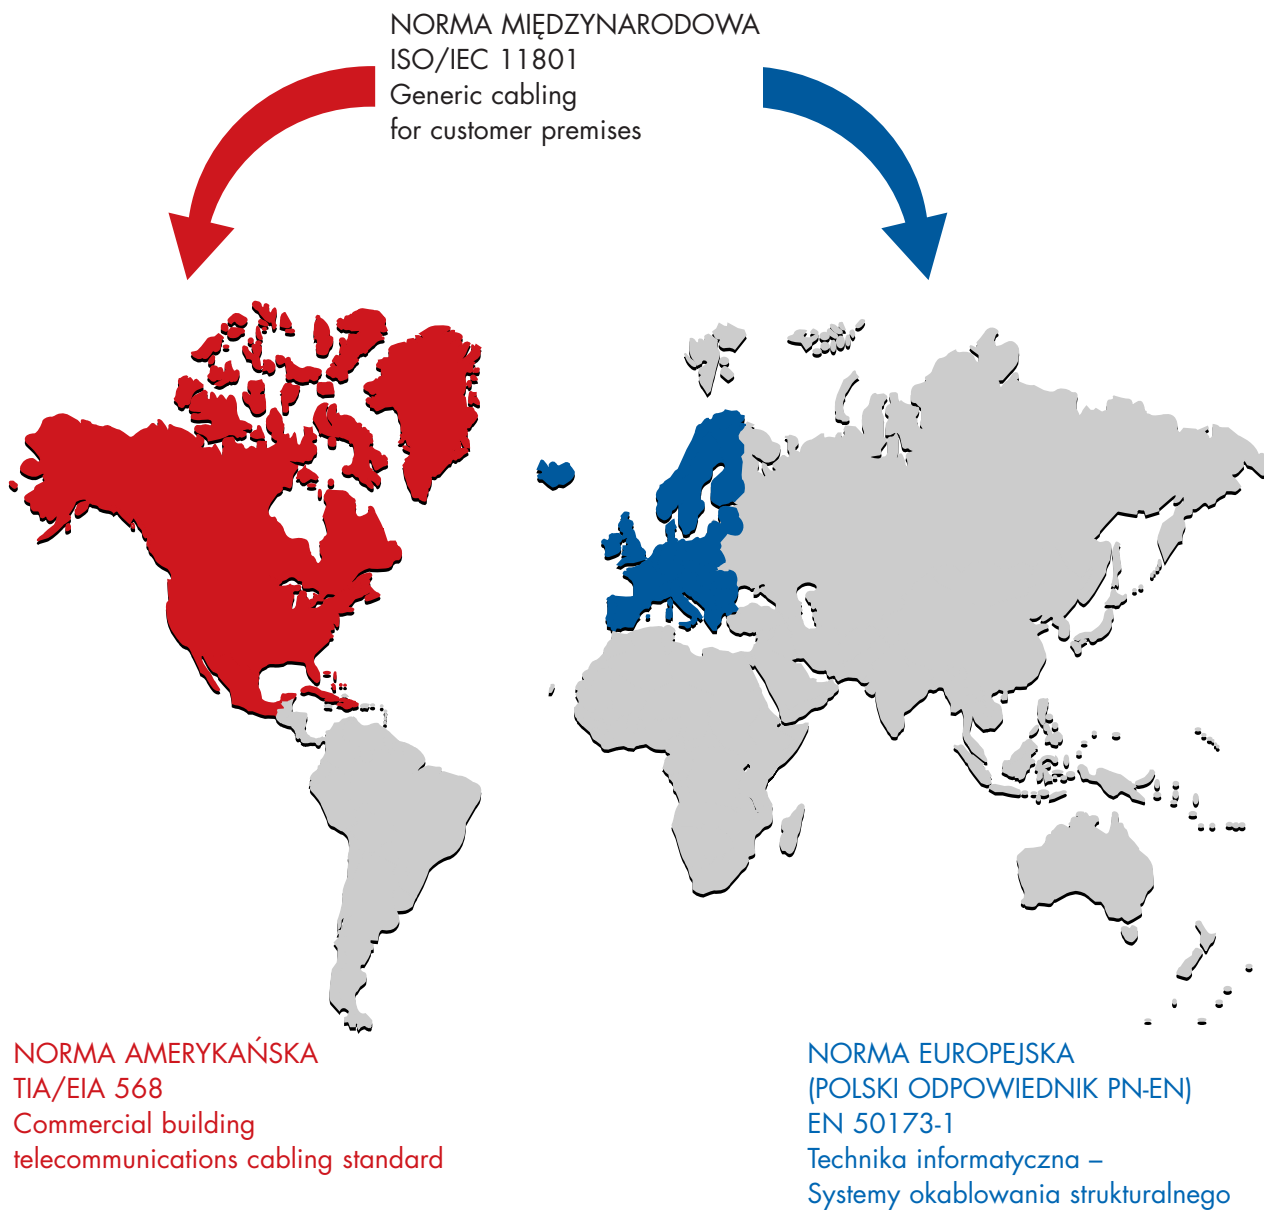 NORMA MIĘDZYNARODOWA
ISO/IEC 11801
Generic cabling
for customer premises
NORMA AMERYKAŃSKA
TIA/EIA 568
Commercial building
telecommunications cabling standard
NORMA EUROPEJSKA
(POLSKI ODPOWIEDNIK PN-EN)
EN 50173-1
Technika informatyczna –
Systemy okablowania strukturalnego